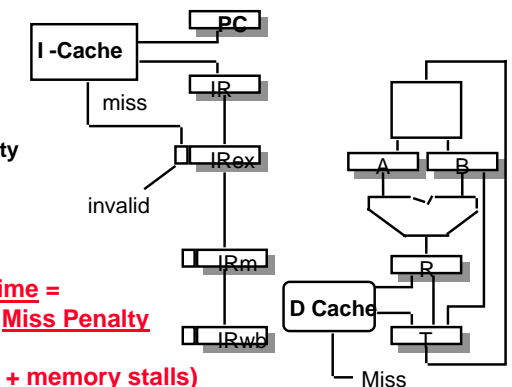 PC
I -Cache
IR
miss
ty
IRex
A
B
invalid
IRm
R
ime =
Miss Penalty
D Cache
IRwb
T
+ memory stalls)
Miss